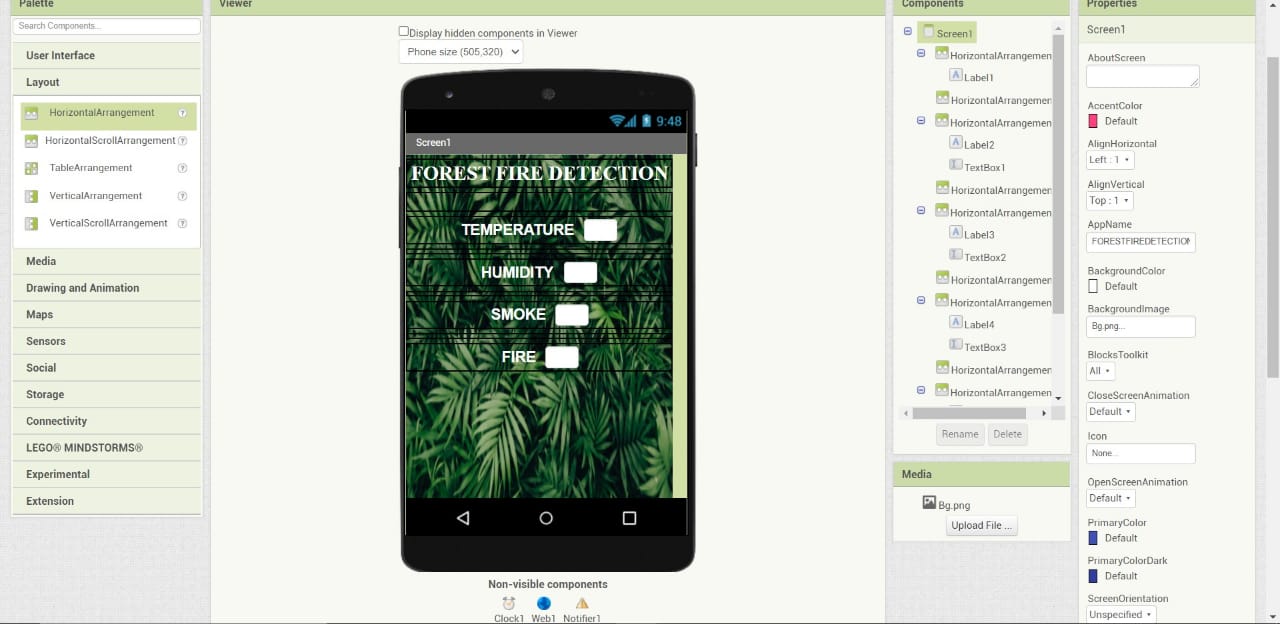 Palette
Search Components...
User Interface
Layout
HorizontalArrangement ?
HorizontalScrollArrangement ?
TableArrangement ?
VerticalArrangement ?
VerticalScrollArrangement ?
Media
Drawing and Animation
Maps
Sensors
Social
Storage
Connectivity
LEGO® MINDSTORMS®
Experimental
Extension
Viewer
Display hidden components in Viewer
Phone size (505,320)
9:48
Screen1
FOREST FIRE DETECTION
TEMPERATURE
HUMIDITY
SMOKE
FIRE
Non-visible components
Clock1 Web1 Notifier1
Components
Screen1
HorizontalArrangemen
A Label1
HorizontalArrangemen
HorizontalArrangemen
A Label2
TextBox1
HorizontalArrangemen
HorizontalArrangemen
A Label3
TextBox2
HorizontalArrangemen
HorizontalArrangemen
A Label4
TextBox3
HorizontalArrangemen
HorizontalArrangemen
Rename Delete
Media
Bg.png
Upload File ...
Properties
Screen1
AboutScreen
AccentColor
Default
AlignHorizontal
Left : 1
AlignVertical
Top : 1
AppName
FORESTFIREDETECTION
BackgroundColor
Default
BackgroundImage
Bg.png...
BlocksToolkit
All
CloseScreenAnimation
Default
Icon
None...
OpenScreenAnimation
Default
PrimaryColor
Default
PrimaryColorDark
Default
ScreenOrientation
Unspecified